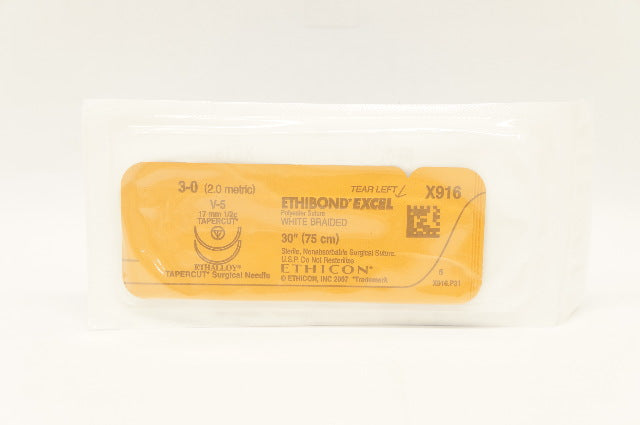 3-0 (2.0 metric)
V-5
17 mm 1/2c
TAPERCUT*
ETHALLOY*
TAPERCUT* Surgical Needle
TEAR LEFT
X916
ETHIBOND* EXCEL
Polyester Suture
WHITE BRAIDED
30" (75 cm)
Sterile, Nonabsorbable Surgical Suture,
U.S.P. Do Not Resterilize
ETHICON*
© ETHICON, INC 2007 *Trademark
X916.P31